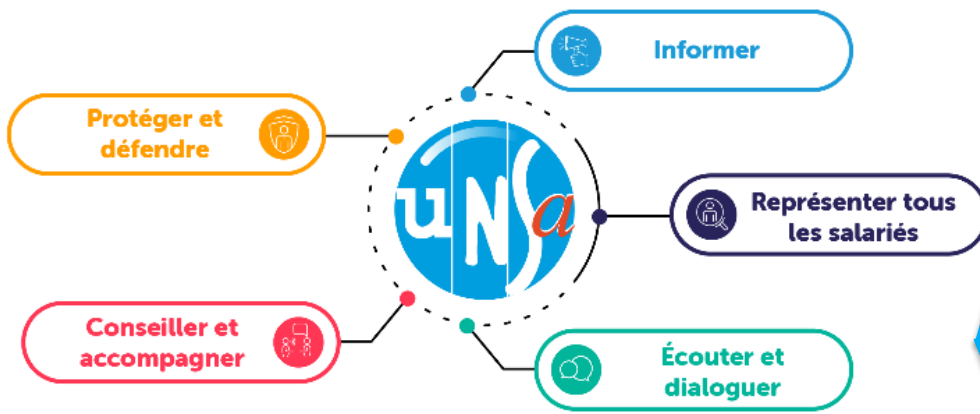 Informer
Protéger et
défendre
uNSa
Représenter tous
les salariés
Conseiller et
accompagner
Écouter et
dialoguer